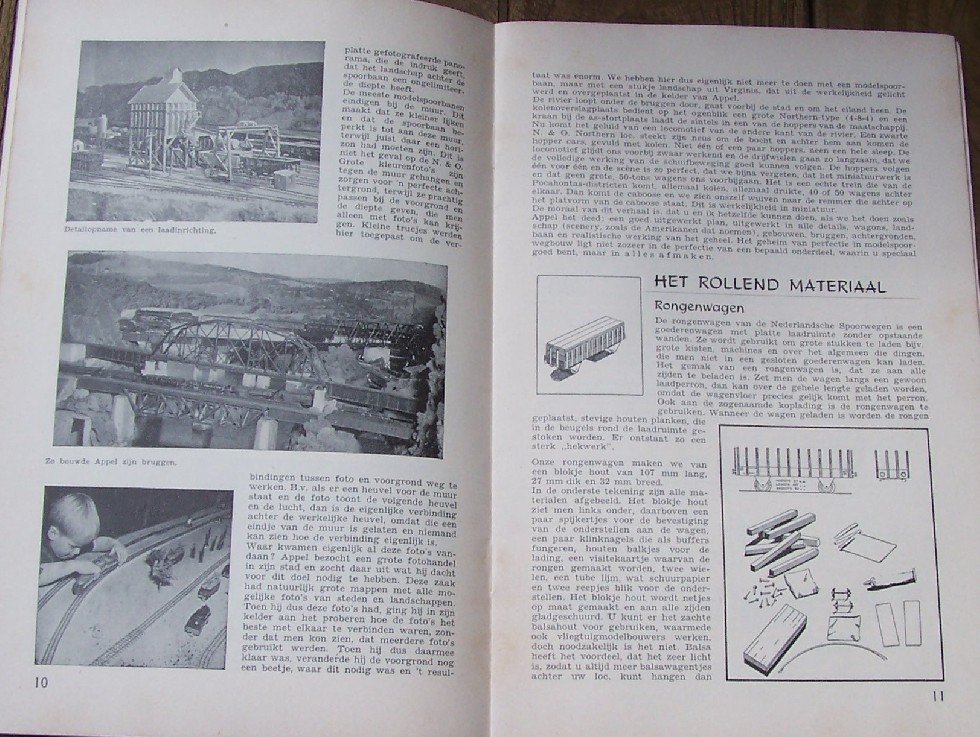 platte gefotografeerde pano-
rama, die de indruk geeft,
dat het landschap achter de
spoorbaan een ongelimiteer-
de diepte heeft.
De meeste modelspoorbanen
eindigen bij de muur. Dit
maakt dat ze kleiner lijken
en dat de spoorbaan be-
perkt is tot aan deze muur,
terwijl juist daar een hori-
zon had moeten zijn. Dit is
niet het geval op de N. & O.
Grote kleurenfoto's zijn
tegen de muur gehangen en
zorgen voor 'n perfecte ach-
tergrond, terwijl ze prachtig
passen bij de voorgrond en
de diepte geven, die men
alleen met foto's kan krij-
gen. Kleine trucjes werden
hier toegepast om de ver-
Detailopname van een laadinrichting.
Zo bouwde Appel zijn bruggen.
bindingen tussen foto en voorgrond weg te
werken. B.v. als er een heuvel voor de muur
staat en de foto toont de volgende heuvel
en de lucht, dan is de eigenlijke verbinding
achter de werkelijke heuvel, omdat die een
eindje van de muur is gelaten en niemand
kan zien hoe de verbinding eigenlijk is.
Waar kwamen eigenlijk al deze foto's van-
daan? Appel bezocht een grote fotohandel
in zijn stad en zocht daar uit wat hij dacht
voor dit doel nodig te hebben. Deze zaak
had natuurlijk grote mappen met alle mo-
gelijke foto's van steden en landschappen.
Toen hij dus deze foto's had, ging hij in zijn
kelder aan het proberen hoe de foto's het
beste met elkaar te verbinden waren, zon-
der dat men kon zien, dat meerdere foto's
gebruikt werden. Toen hij dus daarmee
klaar was, veranderde hij de voorgrond nog
een beetje, waar dit nodig was en 't resul-
10
taat was enorm. We hebben hier dus eigenlijk niet meer te doen met een modelspoor-
baan, maar met een stukje landschap uit Virginia, dat uit de werkelijkheid gelicht
werd en overgeplaatst in de kelder van Appel.
De rivier loopt onder de bruggen door, gaat voorbij de stad en om het eiland heen. De
kolenoverslagplaats bedient op het ogenblik een grote Northern-type (4-8-4) en een
kraan bij de as-stortplaats laadt de sintels in een van de hoppers van de maatschappij.
Nu komt het geluid van een locomotief van de andere kant van de rivier. Een zwarte
N. & O. Northern loc. steekt zijn neus om de bocht en achter hem aan komen de
hopper cars, gevuld met kolen. Niet één of een paar hoppers, neen een hele sleep. De
locomotief glijdt ons voorbij zwaar werkend en de drijfwielen gaan zo langzaam, dat we
de volledige werking van de schuifbeweging goed kunnen volgen. De hoppers volgen
één voor één en de scène is zo perfect, dat we bijna vergeten, dat het miniatuurwerk is
en dat geen grote, 50-tons wagens ons voorbijgaan. Het is een echte trein die van de
Pocahontas-districten komt, allemaal kolen, allemaal drukte, 40 of 50 wagens achter
elkaar. Dan komt de caboose en we zien onszelf wuiven naar de remmer die achter op
het platvorm van de caboose staat. Dit is werkelijkheid in miniatuur.
De moraal van dit verhaal is, dat u en ik hetzelfde kunnen doen, als we het doen zoals
Appel het deed: een goed uitgewerkt plan, uitgewerkt in alle details, wagens, land-
schap (scenery, zoals de Amerikanen dat noemen), gebouwen, bruggen, achtergronden,
baan en realistische werking van het geheel. Het geheim van perfectie in modelspoor-
wegbouw ligt niet zozeer in de perfectie van een bepaald onderdeel, waarin u speciaal
goed bent, maar in alles afmaken.
HET ROLLEND MATERIAAL
Rongenwagen
De rongenwagen van de Nederlandsche Spoorwegen is een
goederenwagen met platte laadruimte zonder opstaande
wanden. Ze wordt gebruikt om grote stukken te laden bijv.
grote kisten, machines en over het algemeen die dingen,
die men niet in een gesloten goederenwagen kan laden.
Het gemak van een rongenwagen is, dat ze aan alle
zijden te beladen is. Zet men de wagen langs een gewoon
laadperron, dan kan over de gehele lengte geladen worden,
omdat de wagenvloer precies gelijk komt met het perron.
Ook aan de zogenaamde koplading is de rongenwagen te
gebruiken. Wanneer de wagen geladen is worden de rongen
geplaatst, stevige houten planken, die
in de beugels rond de laadruimte ge-
stoken worden. Er ontstaat zo een
sterk „hekwerk".
Onze rongenwagen maken we van
een blokje hout van 107 mm lang,
27 mm dik en 32 mm breed.
In de onderste tekening zijn alle ma-
terialen afgebeeld. Het blokje hout
ziet men links onder, daarboven een
paar spijkertjes voor de bevestiging
van de onderstellen aan de wagen,
een paar klinknagels die als buffers
fungeren, houten balkjes voor de
lading, een visitekaartje waarvan de
rongen gemaakt worden, twee wie-
len, een tube lijm, wat schuurpapier
en twee reepjes blik voor de onder-
stellen. Het blokje hout wordt netjes
op maat gemaakt en aan alle zijden
gladgeschuurd. U kunt er het zachte
balsahout voor gebruiken, waarmede
ook vliegtuigmodelbouwers werken,
doch noodzakelijk is het niet. Balsa
heeft het voordeel, dat het zeer licht
is, zodat u altijd meer balsawagentjes
achter uw loc. kunt hangen dan
11